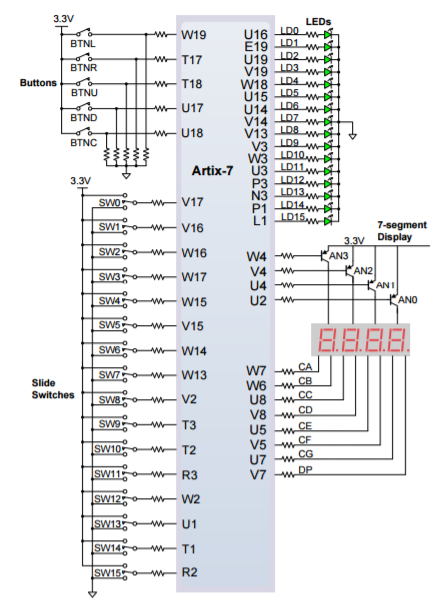 3.3V
BTNL
BTNR
Buttons
BTNU
BTND
BTNC
W19
T17
T18
U17
U18
Artix-7
3.3V
SW0
SW1
SW2
SW3
SW4
SW5
SW6
SW7
Slide
Switches
SW8
SW9
SW10
SW11
SW12
SW13
SW14
SW15
V17
V16
W16
W17
W15
V15
W14
W13
V2
T3
T2
R3
W2
U1
T1
R2
LEDs
U16 LD0
E19 LD1
U19 LD2
V19 LD3
W18 LD4
U15 LD5
U14 LD6
V14 LD7
V13 LD8
V3 LD9
W3 LD10
U3 LD11
P3 LD12
N3 LD13
P1 LD14
L1 LD15
7-segment
Display
3.3V
W4 AN3
V4 AN2
U4 AN1
U2 AN0
8.8.8.8.
W7 CA
W6 CB
U8 CC
V8 CD
U5 CE
V5 CF
U7 CG
V7 DP